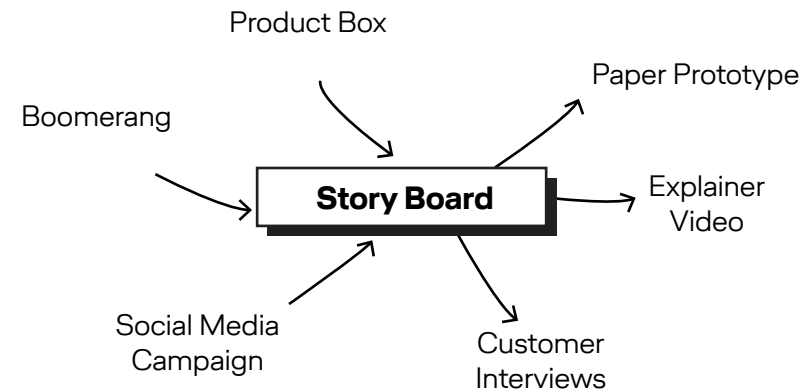 Product Box
Paper Prototype
Boomerang
Story Board
Explainer
Video
Social Media
Campaign
Customer
Interviews